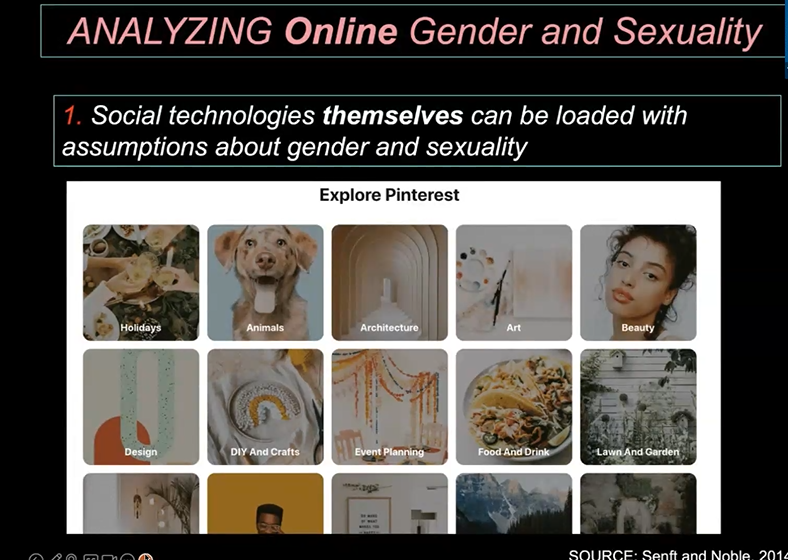 ANALYZING Online Gender and Sexuality
1. Social technologies themselves can be loaded with
assumptions about gender and sexuality
Explore Pinterest
Holidays
Animals
Architecture
Art
Beauty
Design
DIY And Crafts
Event Planning
Food And Drink
Lawn And Garden
SOURCE: Senft and Noble, 2014